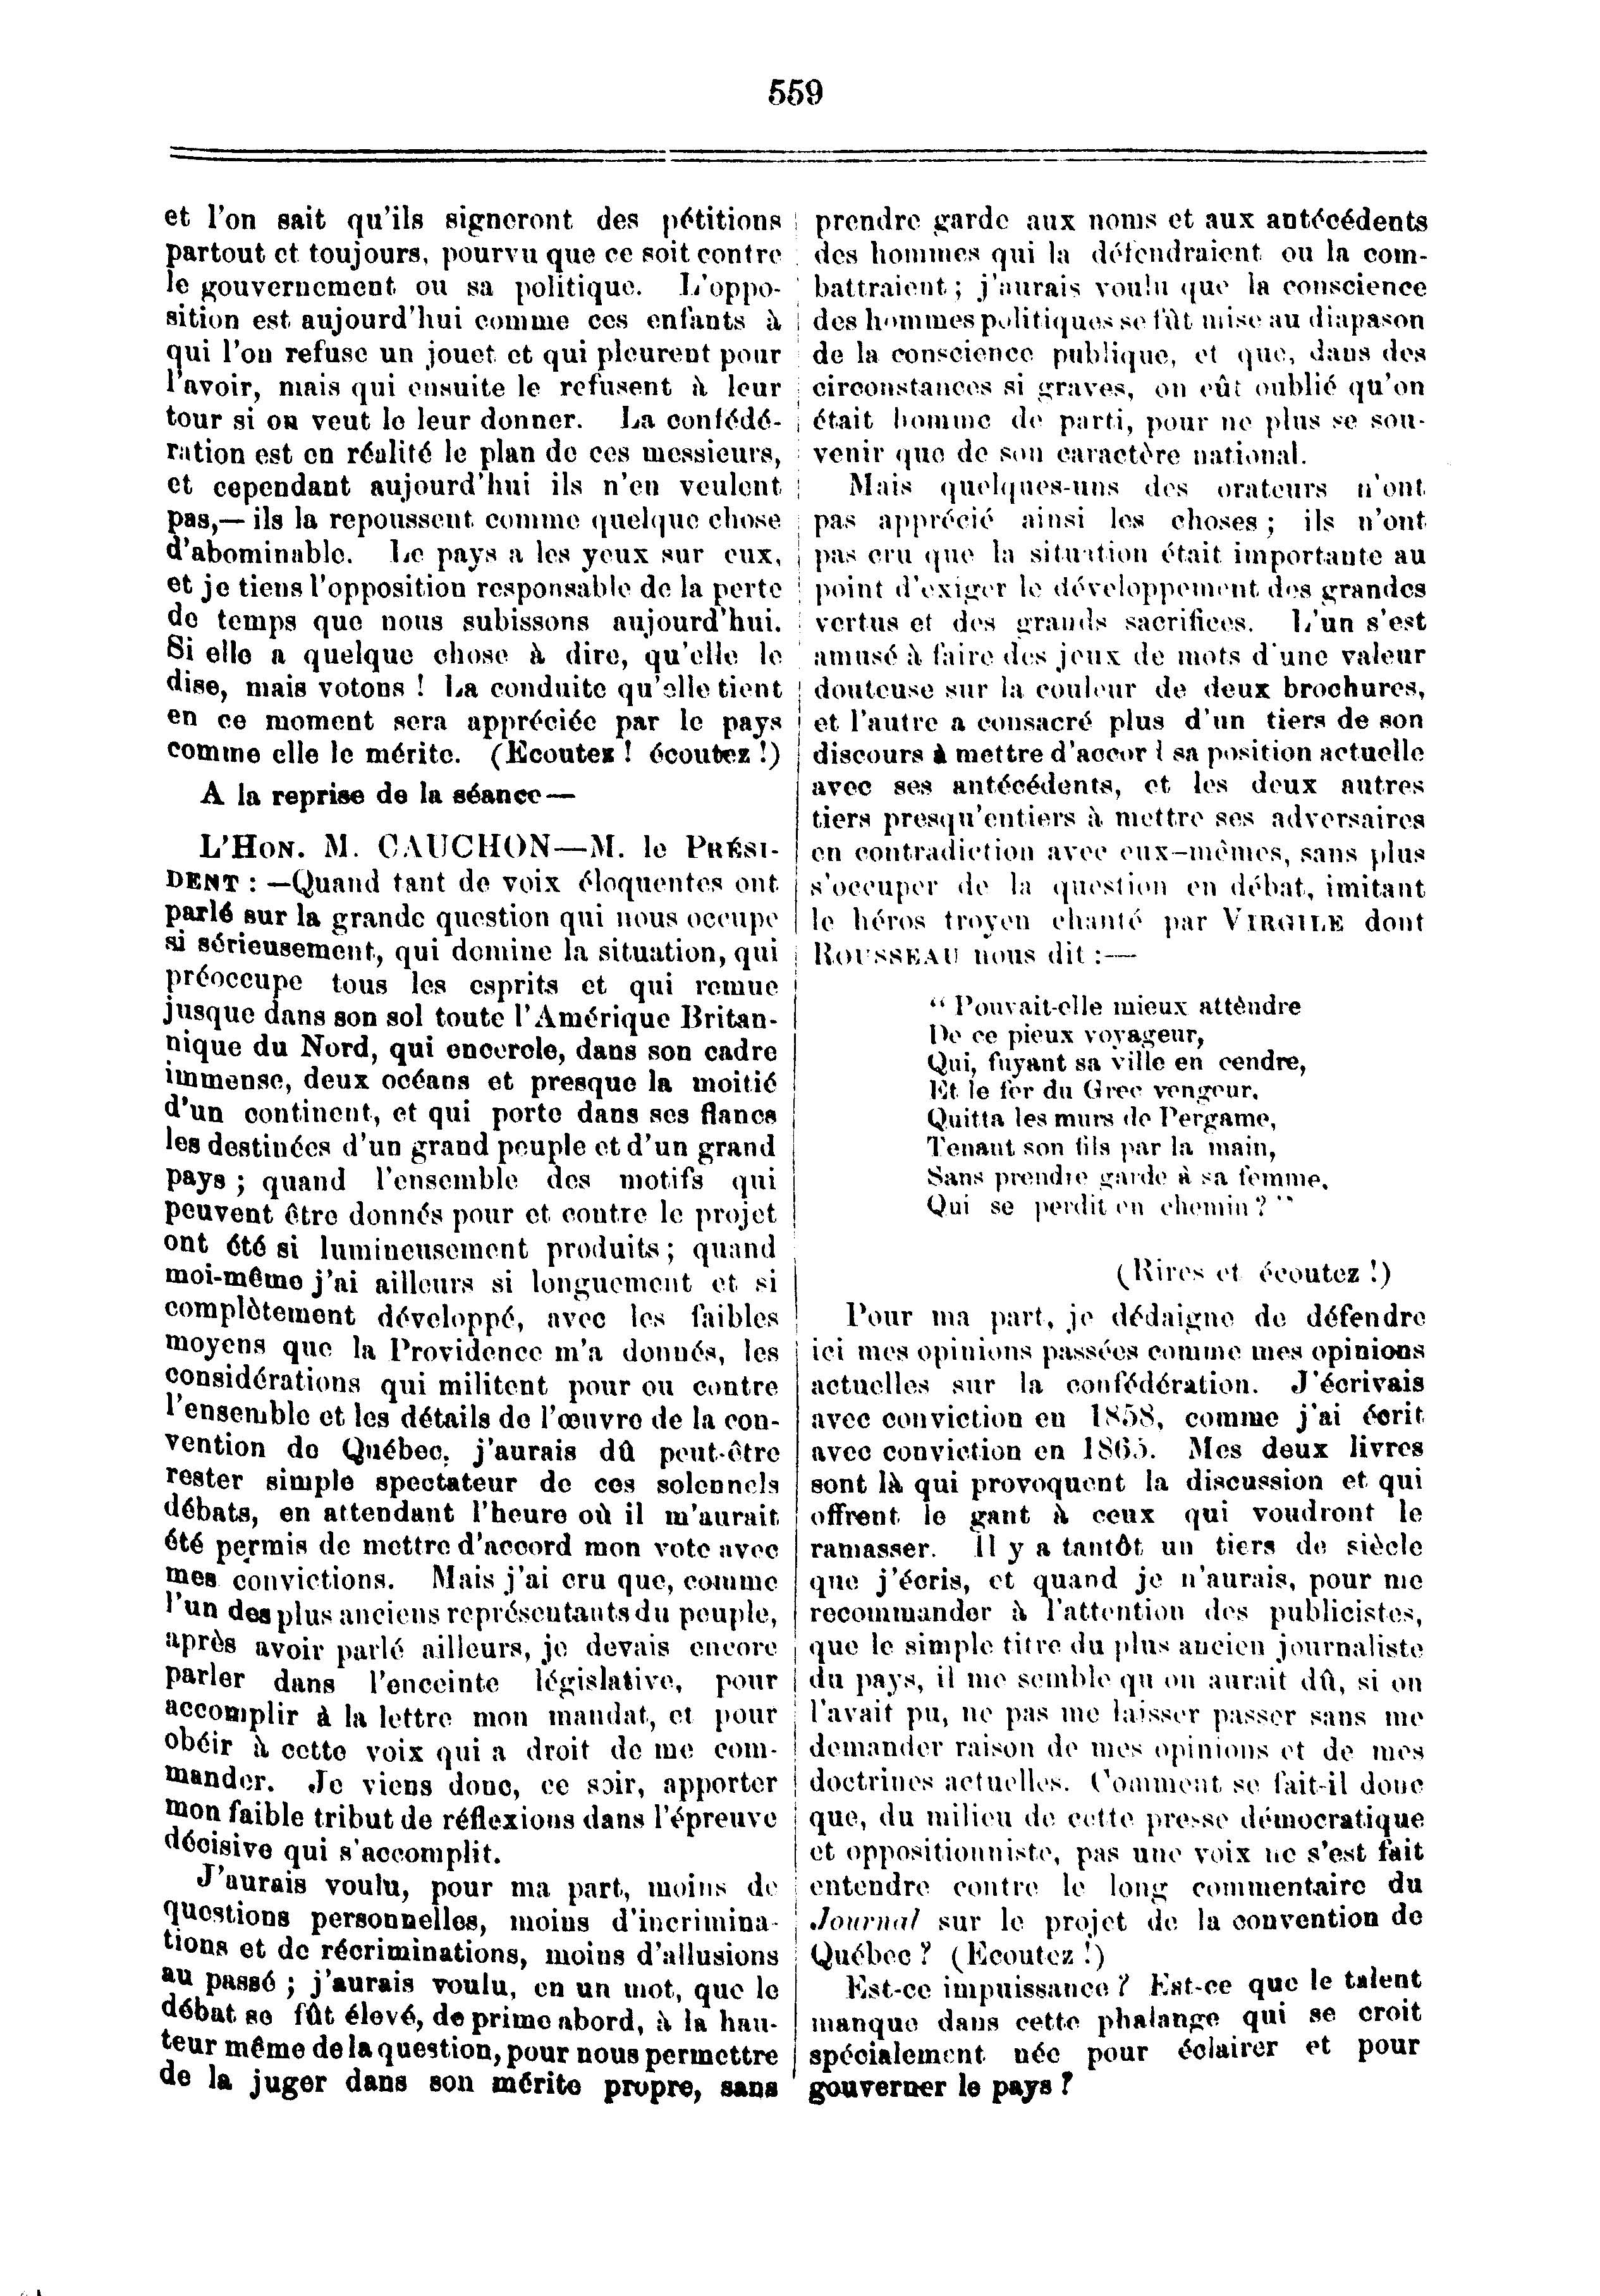 559
et l'on sait qu'ils signeront des pétitions
partout et toujours, pourvu que ce soit contre
le gouvernement ou sa politique. L'oppo-
sition est aujourd'hui comme ces enfants à
qui l'on refuse un jouet et qui pleurent pour
l'avoir, mais qui ensuite le refusent à leur
tour si on veut le leur donner. La confédé-
ration est en réalité le plan de ces messieurs,
et cependant aujourd'hui ils n'en veulent
pas,— ils la repoussent comme quelque chose
d'abominable. Le pays a les yeux sur eux,
et je tiens l'opposition responsable de la perte
de temps que nous subissons aujourd'hui.
Si elle a quelque chose à dire, qu'elle le
dise, mais votons ! La conduite qu'elle tient
en ce moment sera appréciée par le pays
comme elle le mérite. (Ecoutez ! écoutez !)
A la reprise de la séance—
L'HON. M. CAUCHON—M. le PRÉSI-
DENT : —Quand tant de voix éloquentes ont
parlé sur la grande question qui nous occupe
si sérieusement, qui domine la situation, qui
préoccupe tous les esprits et qui remue
jusque dans son sol toute l'Amérique Britan-
nique du Nord, qui encercle, dans son cadre
immense, deux océans et presque la moitié
d'un continent, et qui porte dans ses flancs
les destinées d'un grand peuple et d'un grand
pays ; quand l'ensemble des motifs qui
peuvent être donnés pour et contre le projet
ont été si lumineusement produits ; quand
moi-même j'ai ailleurs si longuement et si
complètement développé, avec les faibles
moyens que la Providence m'a donnés, les
considérations qui militent pour ou contre
l'ensemble et les détails de l'œuvre de la con-
vention de Québec, j'aurais dû peut-être
rester simple spectateur de ces solennels
débats, en attendant l'heure où il m'aurait
été permis de mettre d'accord mon vote avec
mes convictions. Mais j'ai cru que, comme
l'un des plus anciens représentants du peuple,
après avoir parlé ailleurs, je devais encore
parler dans l'enceinte législative, pour
accomplir à la lettre mon mandat, et pour
obéir à cette voix qui a droit de me com-
mander. Je viens donc, ce soir, apporter
mon faible tribut de réflexions dans l'épreuve
décisive qui s'accomplit.
J'aurais voulu, pour ma part, moins de
questions personnelles, moins d'incrimina-
tions et de récriminations, moins d'allusions
au passé ; j'aurais voulu, en un mot, que le
débat se fût élevé, de prime abord, à la hau-
teur même de la question, pour nous permettre
de la juger dans son mérite propre, sans
prendre garde aux noms et aux antécédents
des hommes qui la défendraient ou la com-
battraient ; j'aurais voulu que la conscience
des hommes politiques se fût mise au diapason
de la conscience publique, et que, dans des
circonstances si graves, on eût oublié qu'on
était homme de parti, pour ne plus se sou-
venir que de son caractère national.
Mais quelques-uns des orateurs n'ont
pas apprécié ainsi les choses ; ils n'ont
pas cru que la situation était importante au
point d'exiger le développement des grandes
vertus et des grands sacrifices. L'un s'est
amusé à faire des jeux de mots d'une valeur
douteuse sur la couleur de deux brochures,
et l'autre a consacré plus d'un tiers de son
discours à mettre d'accord sa position actuelle
avec ses antécédents, et les deux autres
tiers presqu'entiers à mettre ses adversaires
en contradiction avec eux-mêmes, sans plus
s'occuper de la question en débat, imitant
le héros troyen chanté par VIRGILE dont
ROUSSEAU nous dit :—
" Pouvait-elle mieux attèndre
De ce pieux voyageur,
Qui, fuyant sa ville en cendre,
Et le fer du Grec vengeur,
Quitta les murs de Pergame,
Tenant son fils par la main,
Sans prendre garde à sa femme,
Qui se perdit en chemin ? "
(Rires et écoutez !)
Pour ma part, je dédaigne de défendre
ici mes opinions passées comme mes opinions
actuelles sur la confédération. J'écrivais
avec conviction en 1858, comme j'ai écrit
avec conviction en 1865. Mes deux livres
sont là qui provoquent la discussion et qui
offrent le gant à ceux qui voudront le
ramasser. Il y a tantôt un tiers de siècle
que j'écris, et quand je n'aurais, pour me
recommander à l'attention des publicistes,
que le simple titre du plus ancien journaliste
du pays, il me semble qu on aurait dû, si on
l'avait pu, ne pas me laisser passer sans me
demander raison de mes opinions et de mes
doctrines actuelles. Comment se fait-il donc
que, du milieu de cette presse démocratique
et oppositionniste, pas une voix ne s'est fait
entendre contre le long commentaire du
Journal sur le projet de la convention de
Québec ? (Ecoutez !)
Est-ce impuissance ? Est-ce que le talent
manque dans cette phalange qui se croit
spécialement née pour éclairer et pour
gouverner le pays ?